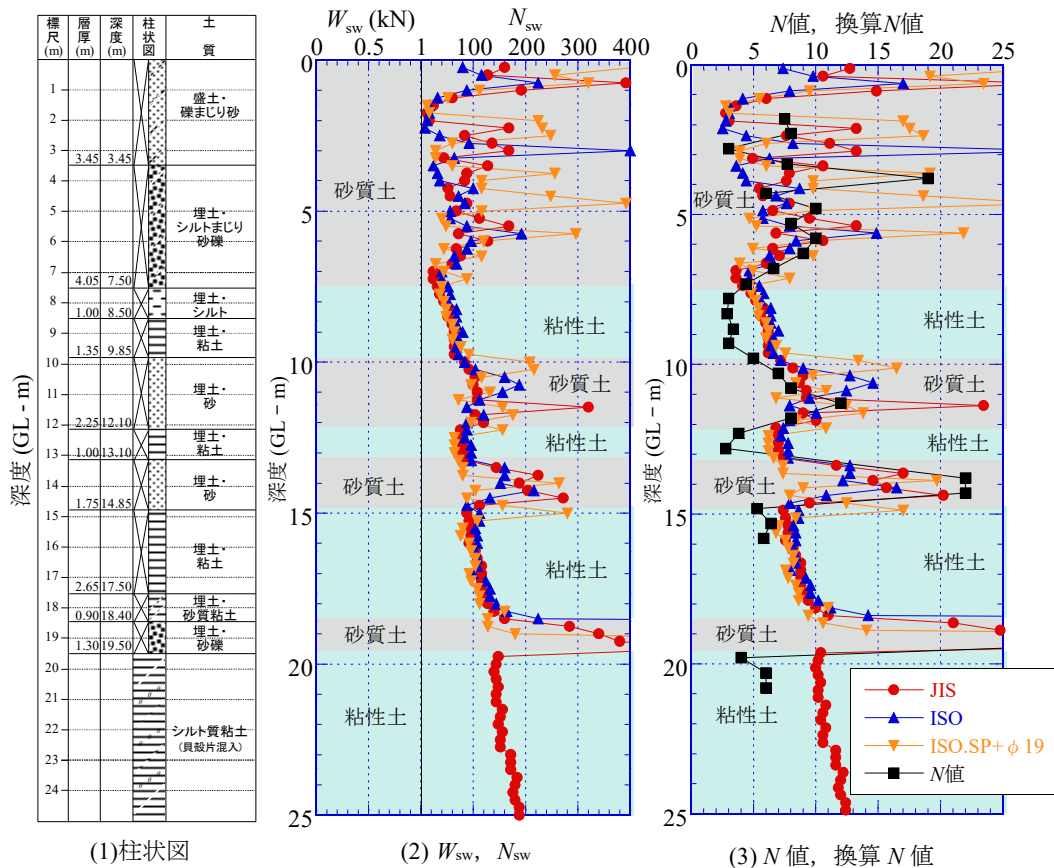 標尺 (m)
層厚 (m)
深度 (m)
柱状図
土質
1
2
3
4
5
6
7
8
9
10
11
12
13
14
15
16
17
18
19
20
21
22
23
24
3.45 3.45
4.05 7.50
1.00 8.50
1.35 9.85
2.25 12.10
1.00 13.10
1.75 14.85
2.65 17.50
0.90 18.40
1.30 19.50
盛土・
礫まじり砂
埋土・
シルトまじり
砂礫
埋土・
シルト
埋土・
粘土
埋土・
砂
埋土・
粘土
埋土・
砂
埋土・
粘土
埋土・
砂質粘土
埋土・
砂礫
シルト質粘土
(貝殻片混入)
(1)柱状図
Wsw (kN) Nsw
0 0.5 1 100 200 300 400
0
5
10
15
20
25
深度 (GL - m)
砂質土
粘性土
砂質土
粘性土
砂質土
粘性土
砂質土
粘性土
(2) Wsw, Nsw
N値, 換算N値
0 5 10 15 20 25
0
5
10
15
20
25
深度 (GL − m)
砂質土
粘性土
砂質土
粘性土
砂質土
粘性土
砂質土
粘性土
JIS
ISO
ISO.SP+φ19
N値
(3) N 値, 換算 N 値